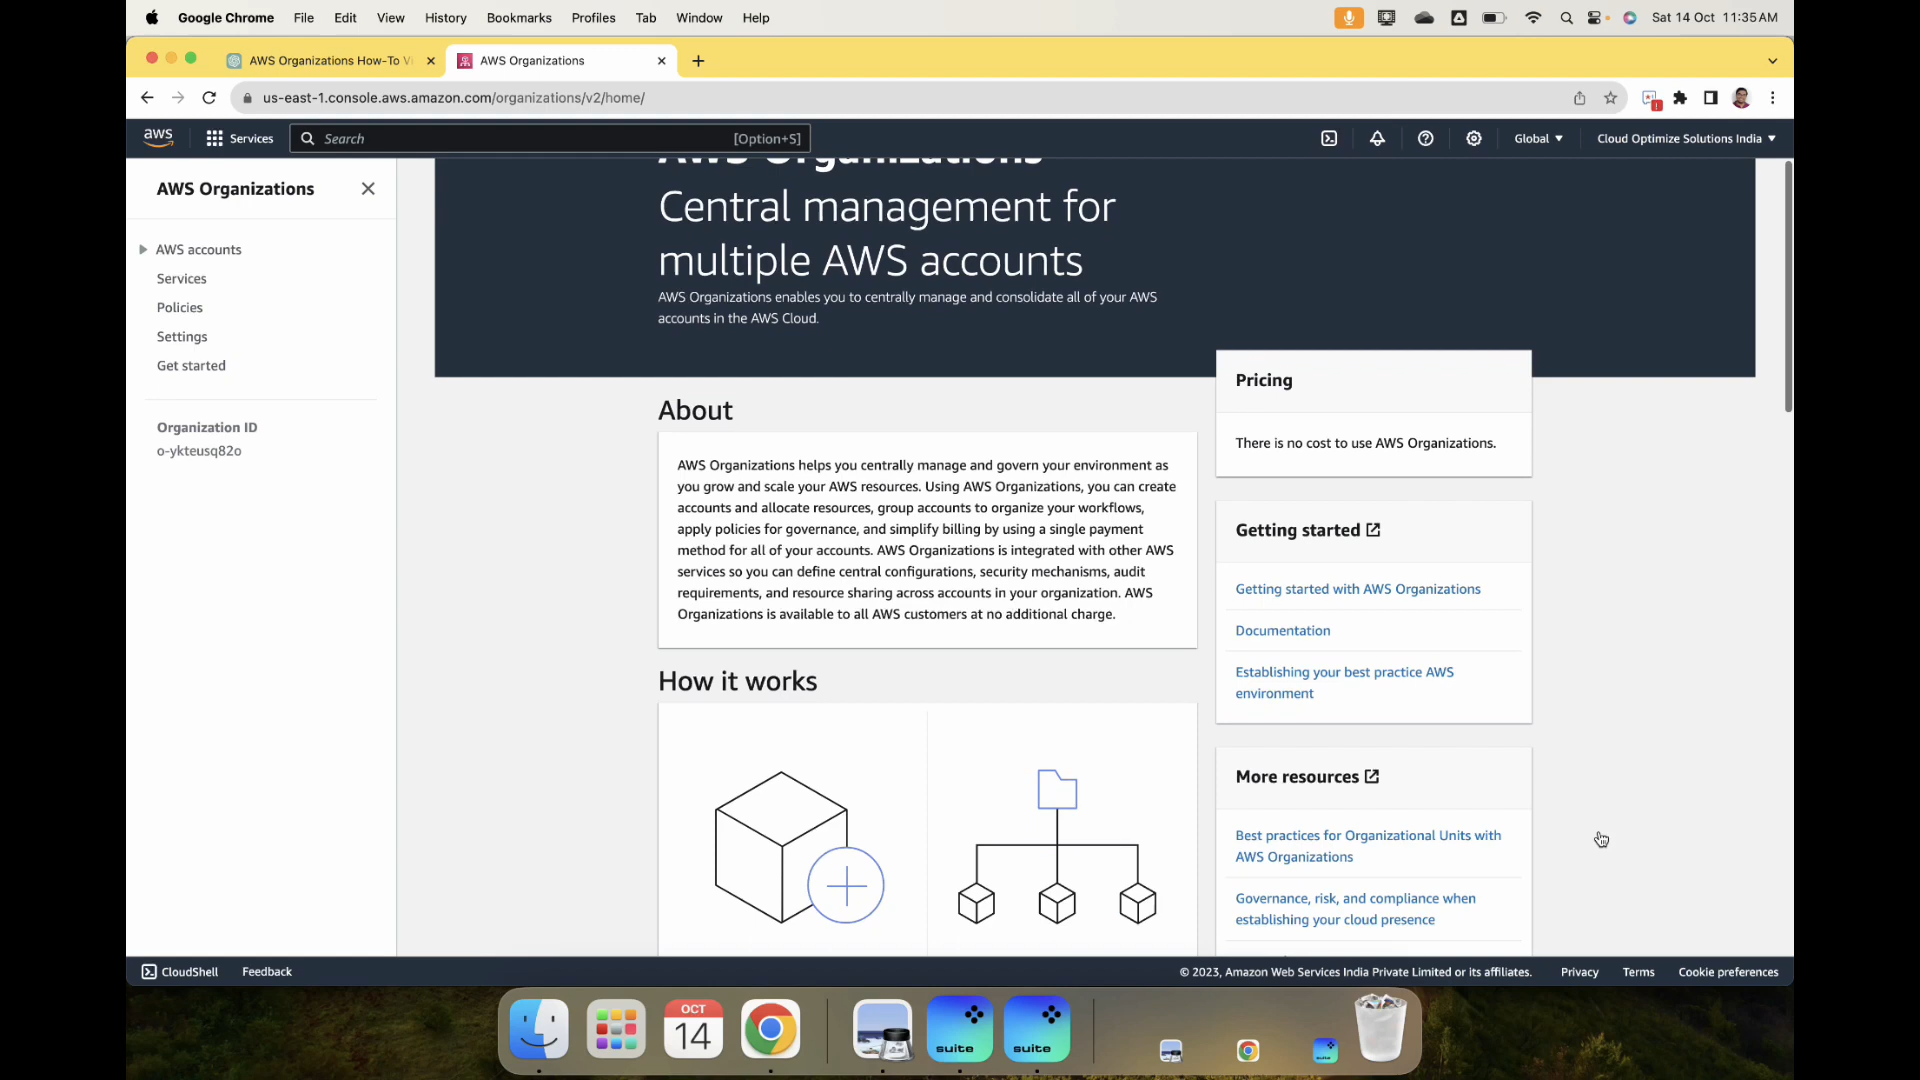 Google Chrome File Edit View History Bookmarks Profiles Tab Window Help Sat 14 Oct 11:35 AM
AWS Organizations How-To Vi AWS Organizations
us-east-1.console.aws.amazon.com/organizations/v2/home/
aws Services Search [Option+S] Global Cloud Optimize Solutions India
AWS Organizations
AWS accounts
Services
Policies
Settings
Get started
Organization ID
o-ykteusq82o
AWS Organizations
Central management for
multiple AWS accounts
AWS Organizations enables you to centrally manage and consolidate all of your AWS
accounts in the AWS Cloud.
About
AWS Organizations helps you centrally manage and govern your environment as
you grow and scale your AWS resources. Using AWS Organizations, you can create
accounts and allocate resources, group accounts to organize your workflows,
apply policies for governance, and simplify billing by using a single payment
method for all of your accounts. AWS Organizations is integrated with other AWS
services so you can define central configurations, security mechanisms, audit
requirements, and resource sharing across accounts in your organization. AWS
Organizations is available to all AWS customers at no additional charge.
How it works
Pricing
There is no cost to use AWS Organizations.
Getting started
Getting started with AWS Organizations
Documentation
Establishing your best practice AWS
environment
More resources
Best practices for Organizational Units with
AWS Organizations
Governance, risk, and compliance when
establishing your cloud presence
CloudShell Feedback © 2023, Amazon Web Services India Private Limited or its affiliates. Privacy Terms Cookie preferences
OCT
14
suite suite